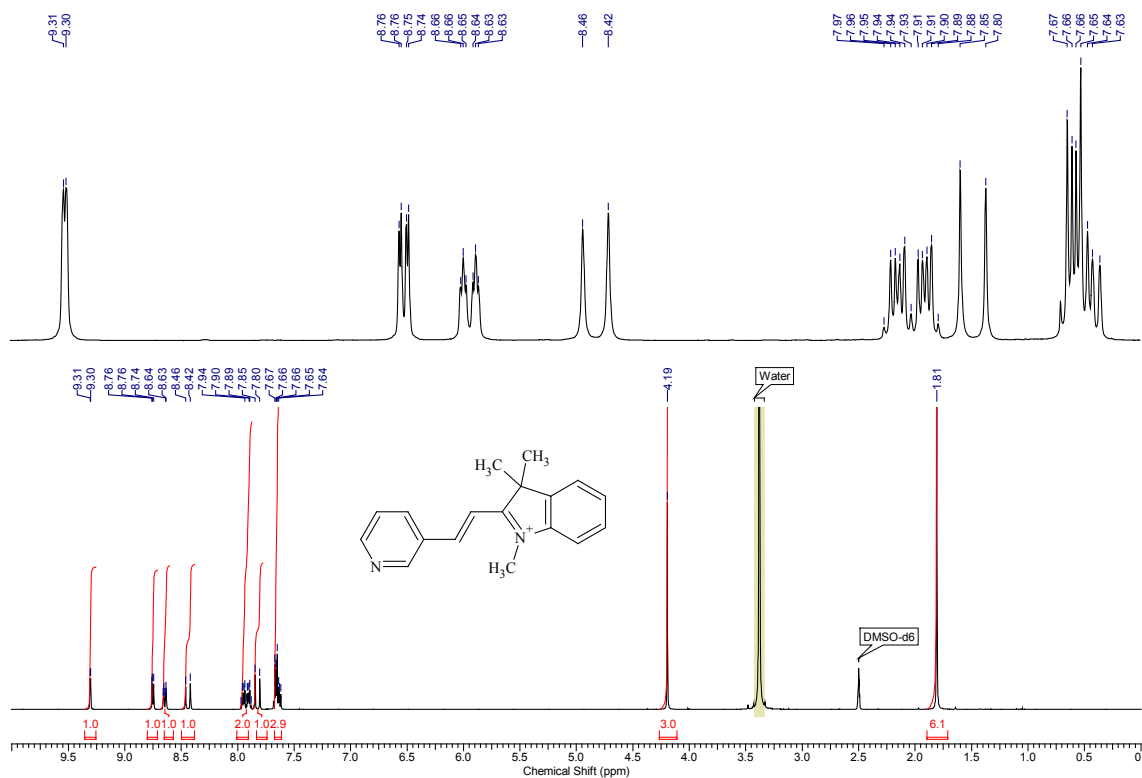 9.31 9.30 8.76 8.76 8.75 8.74 8.66 8.66 8.65 8.64 8.63 8.63 8.46 8.42 7.97 7.96 7.95 7.94 7.94 7.93 7.91 7.91 7.90 7.89 7.88 7.85 7.80 7.67 7.66 7.66 7.65 7.64 7.63
9.31 9.30 8.76 8.76 8.74 8.64 8.63 8.46 8.42 7.94 7.90 7.89 7.85 7.80 7.67 7.66 7.66 7.65 7.64 4.19 1.81
Water
H3C CH3
N+
N CH3
DMSO-d6
1.0 1.0 1.0 1.0 2.0 1.0 2.9 3.0 6.1
9.5 9.0 8.5 8.0 7.5 7.0 6.5 6.0 5.5 5.0 4.5 4.0 3.5 3.0 2.5 2.0 1.5 1.0 0.5 0
Chemical Shift (ppm)